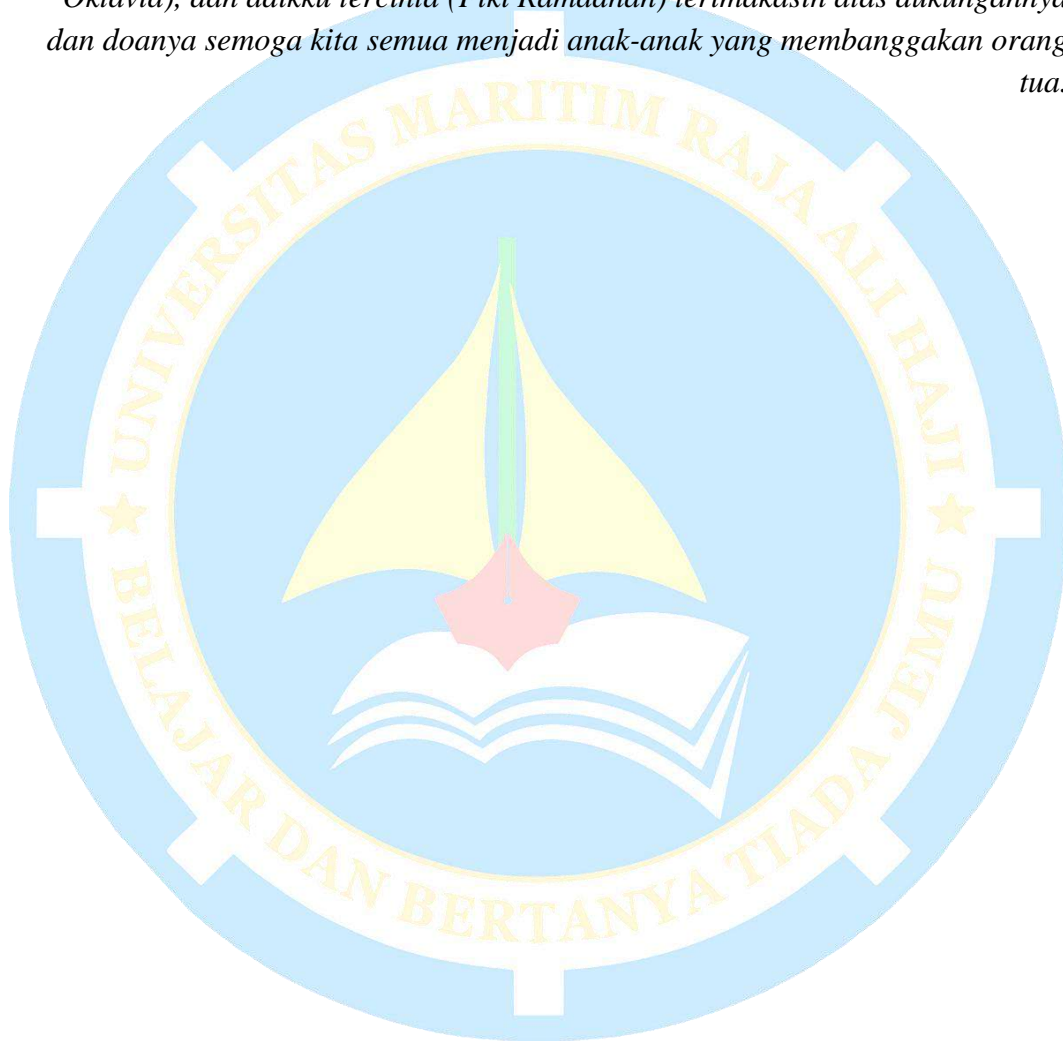 Oktavia), dan adikku tercinta (Fiki Ramadhan) terimakasih atas dukungannya
dan doanya semoga kita semua menjadi anak-anak yang membanggakan orang
tua.
UNIVERSITAS MARITIM RAJA ALI HAJI
BELAJAR DAN BERTANYA TIADA JEMU